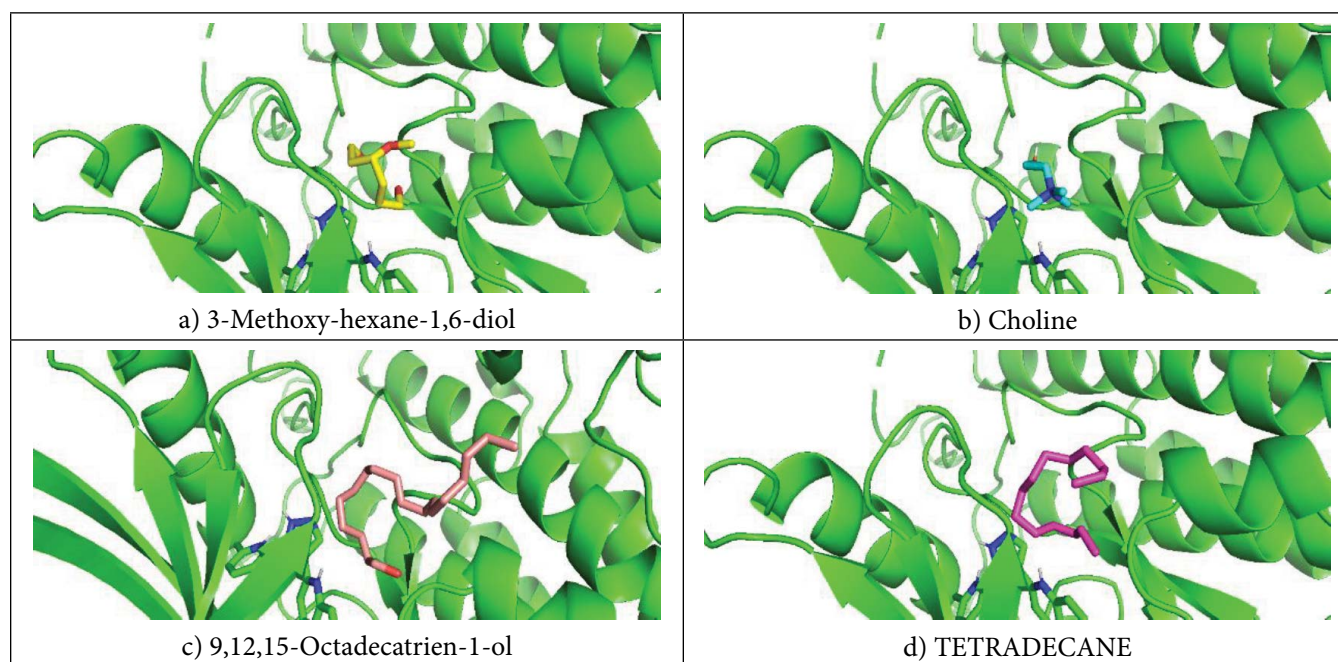 a) 3-Methoxy-hexane-1,6-diol
b) Choline
c) 9,12,15-Octadecatrien-1-ol
d) TETRADECANE